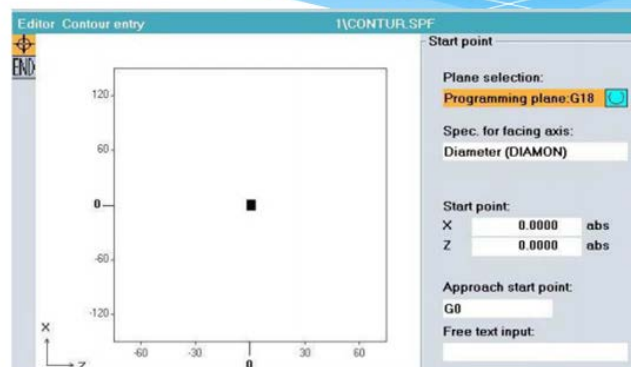 Editor Contour entry 1\CONTUR.SPF
END
Start point
Plane selection:
Programming plane:G18
Spec. for facing axis:
Diameter (DIAMON)
Start point:
X 0.0000 abs
Z 0.0000 abs
Approach start point:
G0
Free text input:
120
60
0
-60
-120
X
Z
-60 -30 0 30 60